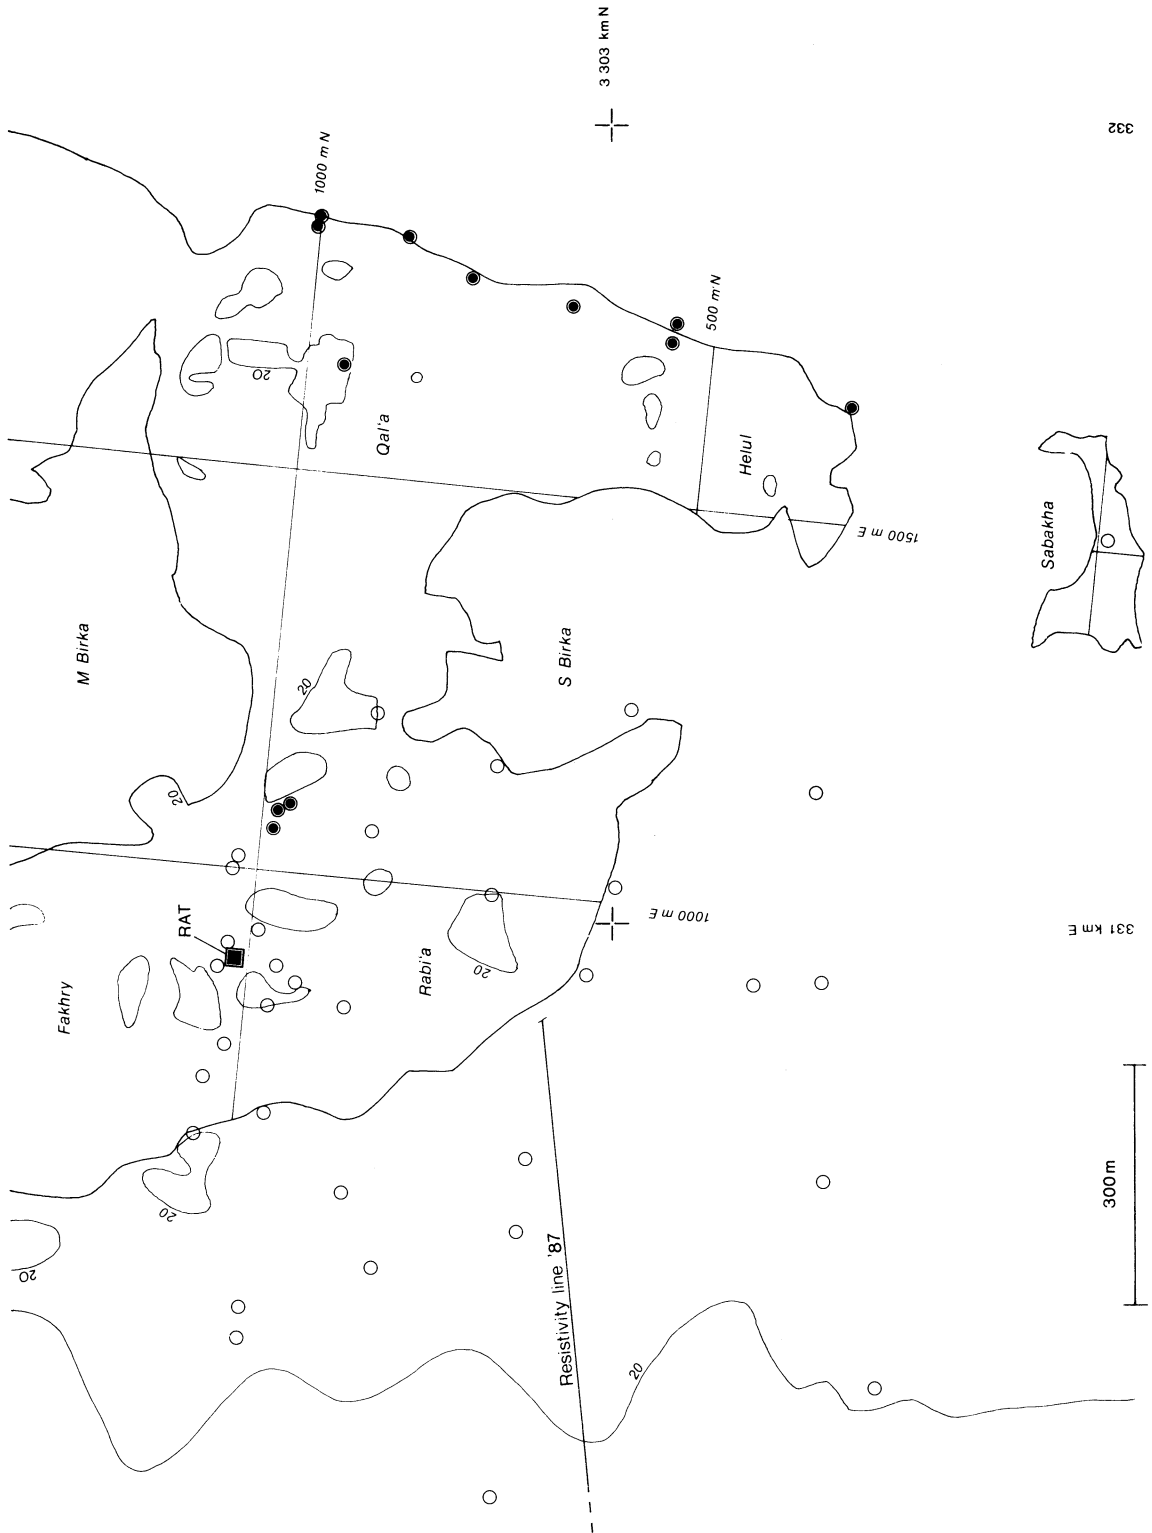 3 303 km N
332
1000 m N
500 m N
20
Qal'a
Helul
1500 m E
Sabakha
M Birka
S Birka
20
20
RAT
1000 m E
331 km E
Fakhry
Rabi'a
20
300 m
20
20
Resistivity line '87
20